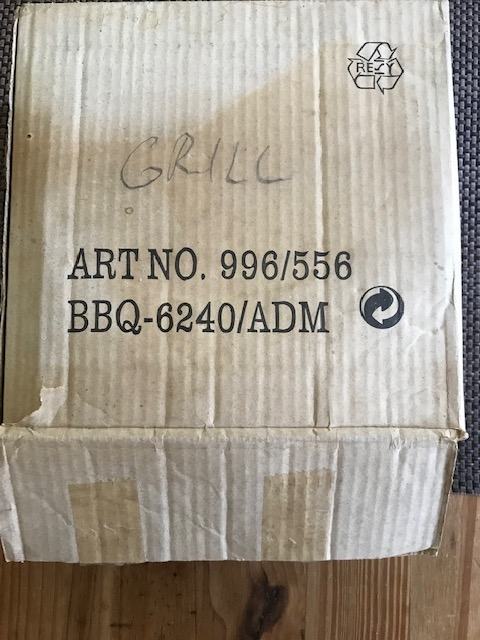 RESY
GRILL
ART NO. 996/556
BBQ-6240/ADM